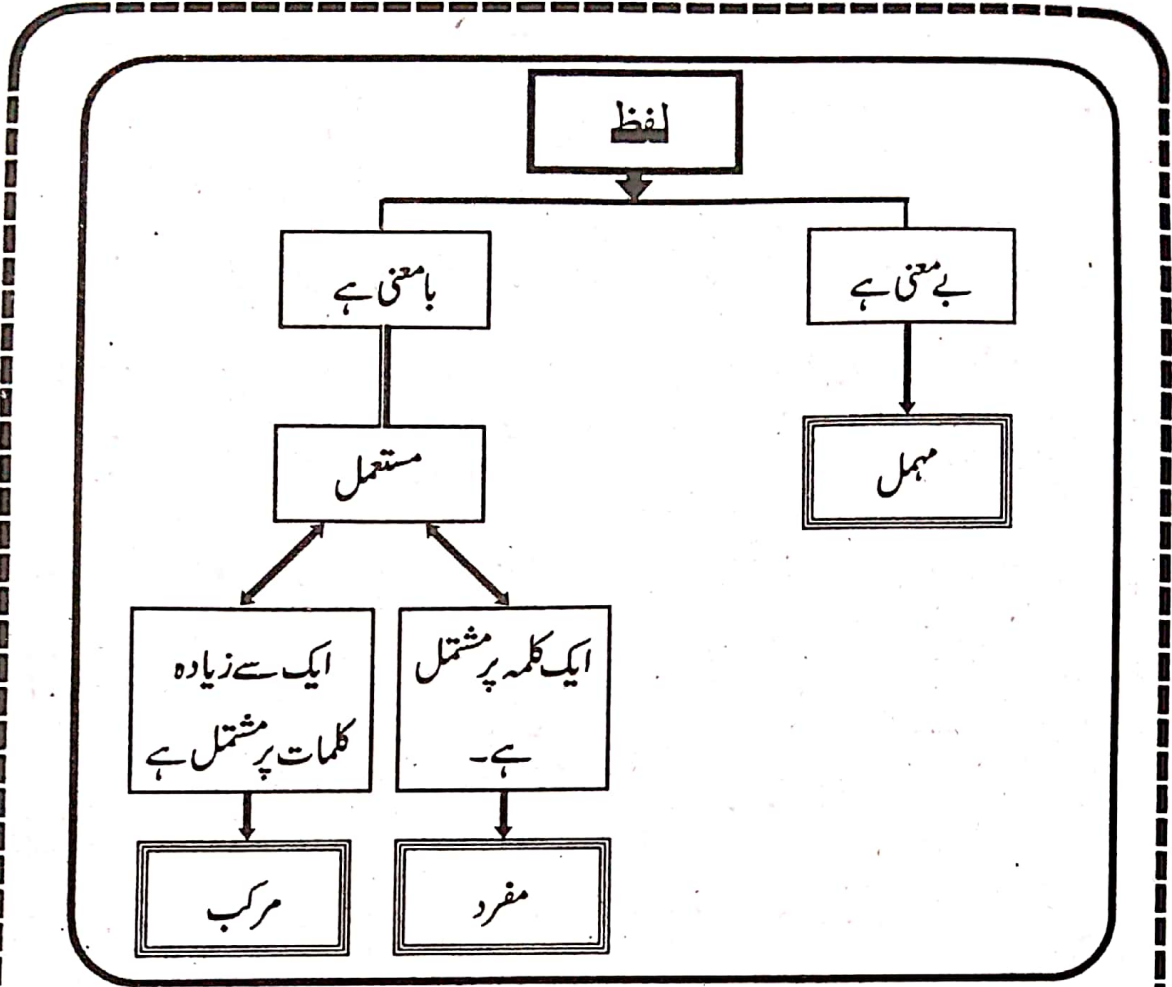 لفظ
بے معنی ہے
بامعنی ہے
مہمل
مستعمل
ایک کلمہ پر مشتمل
ہے۔
ایک سے زیادہ
کلمات پر مشتمل ہے
مفرد
مرکب